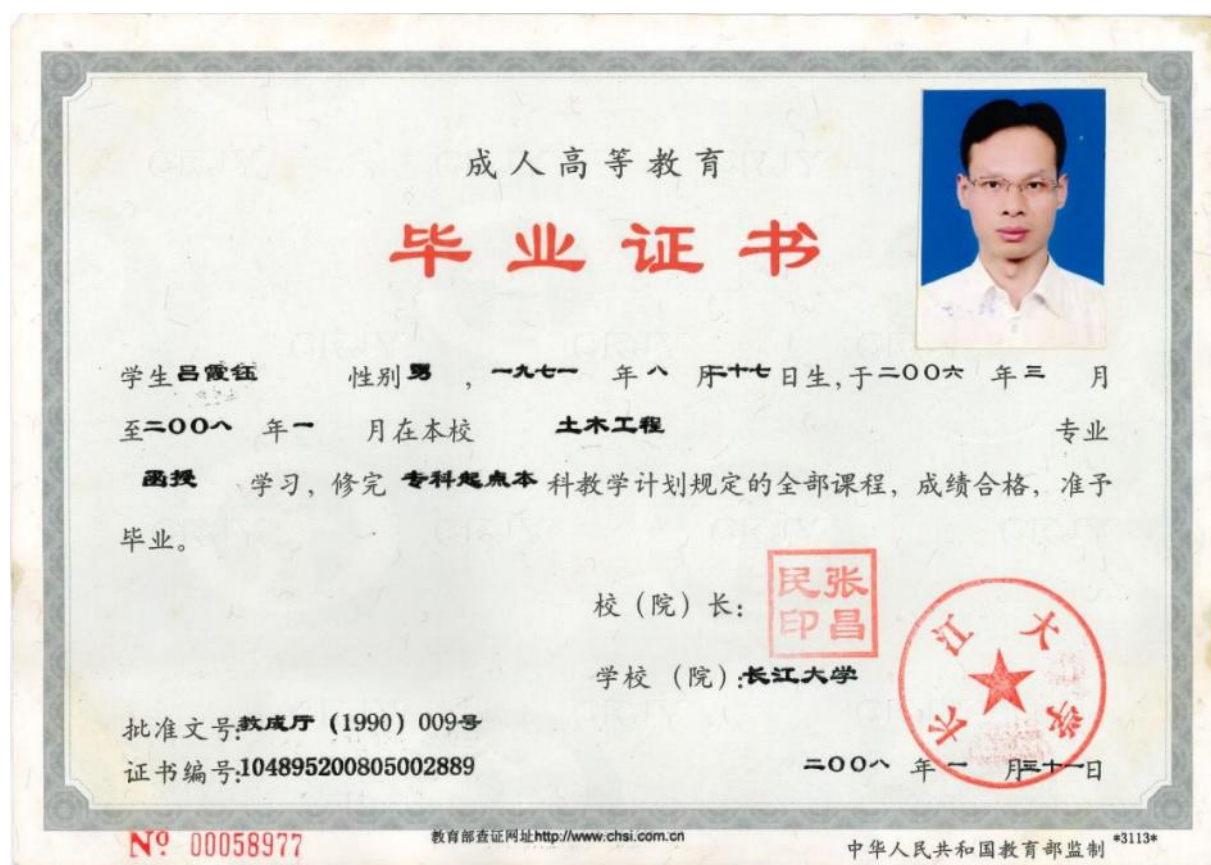 成人高等教育
毕业证书
学生吕霞钰 性别男，一九七一年八月二十七日生，于二〇〇六年三月
至二〇〇八年一月在本校 土木工程 专业
函授 学习，修完 专科起点本 科教学计划规定的全部课程，成绩合格，准予
毕业。
校（院）长：
张昌民印
学校（院）：长江大学
长江大学
批准文号：教成厅（1990）009号
证书编号：104895200805002889
二〇〇八年一月三十一日
№ 00058977
教育部查证网址http://www.chsi.com.cn
中华人民共和国教育部监制
*3113*